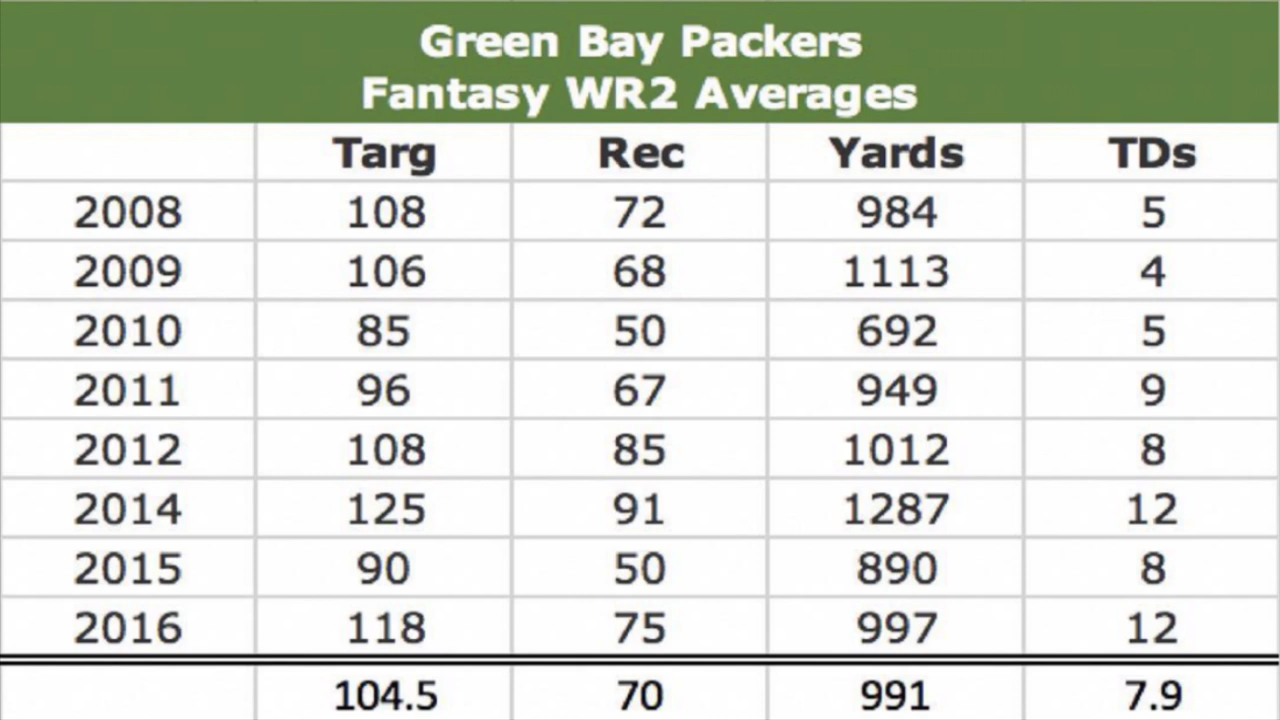 Green Bay Packers
Fantasy WR2 Averages
Targ Rec Yards TDs
2008 108 72 984 5
2009 106 68 1113 4
2010 85 50 692 5
2011 96 67 949 9
2012 108 85 1012 8
2014 125 91 1287 12
2015 90 50 890 8
2016 118 75 997 12
104.5 70 991 7.9